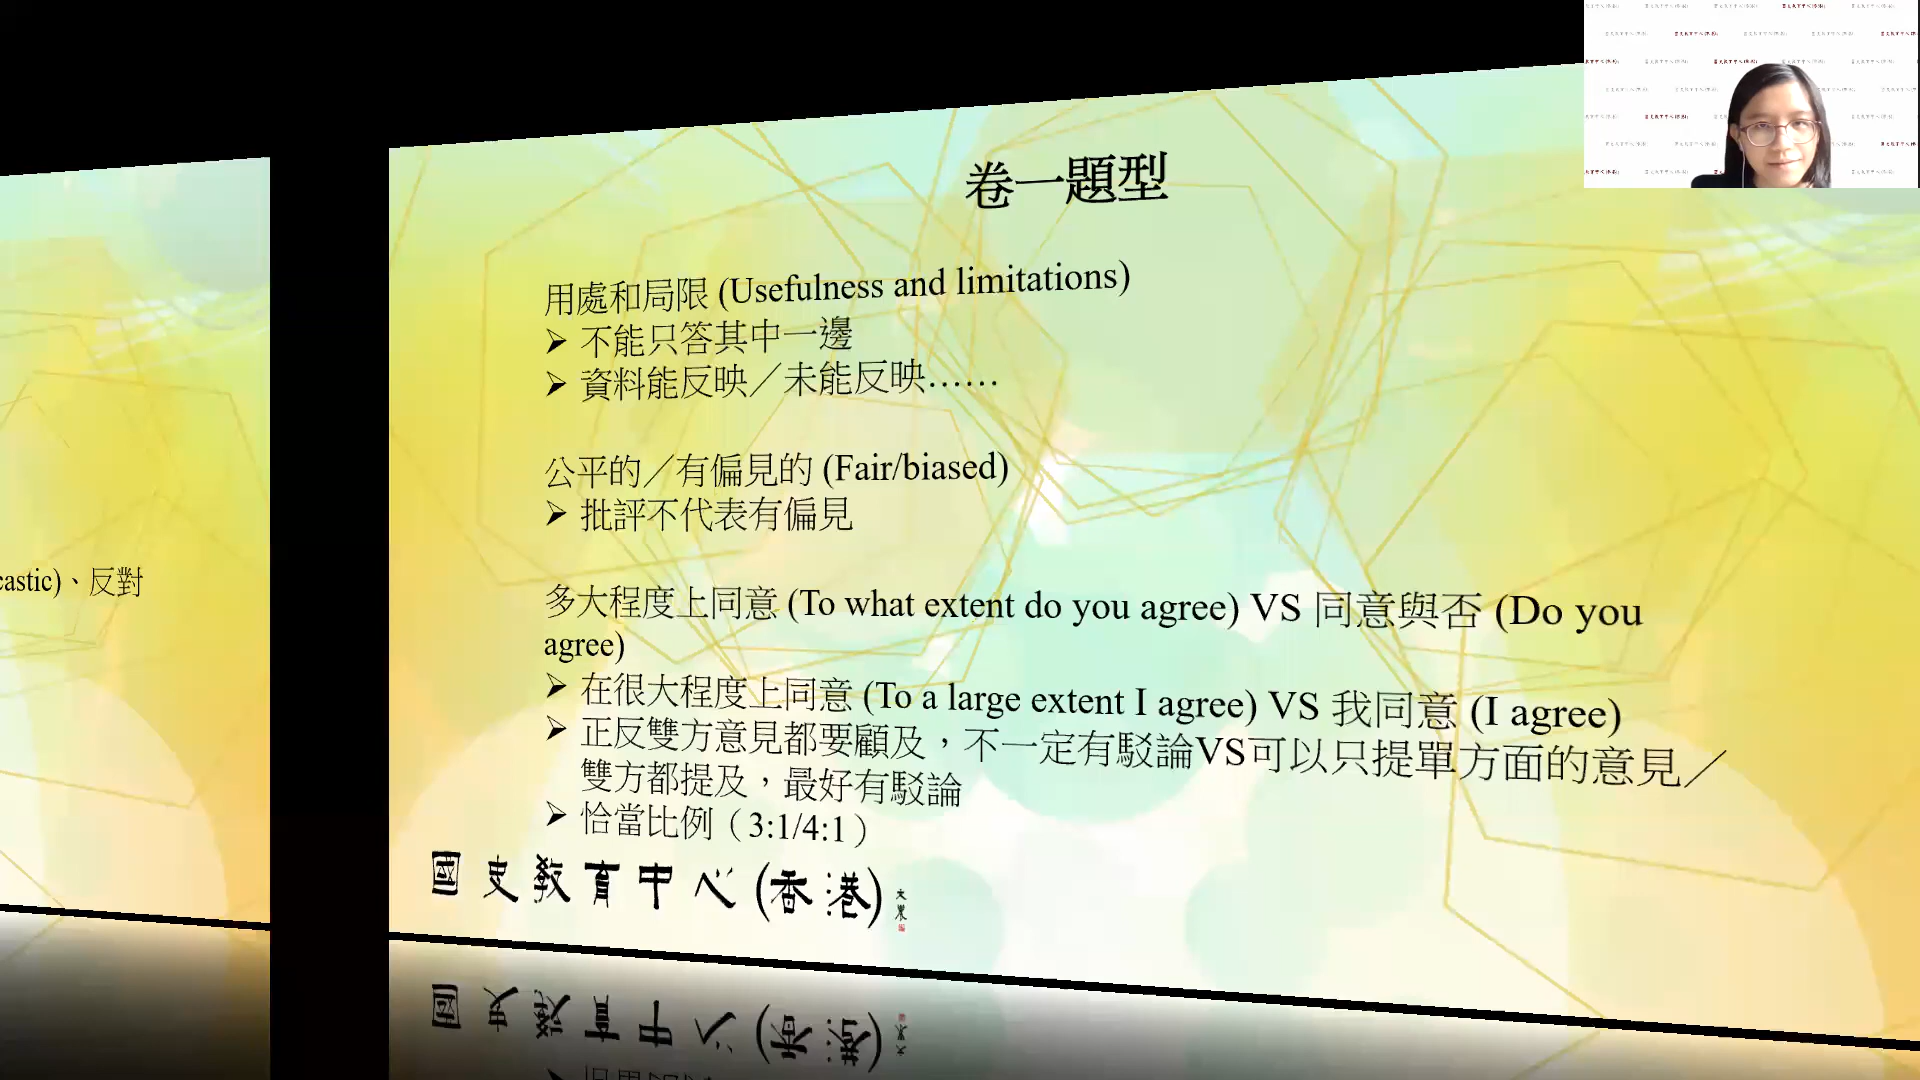 卷一題型
用處和局限 (Usefulness and limitations)
➢ 不能只答其中一邊
➢ 資料能反映／未能反映……
公平的／有偏見的 (Fair/biased)
➢ 批評不代表有偏見
castic)、反對
多大程度上同意 (To what extent do you agree) VS 同意與否 (Do you
agree)
➢ 在很大程度上同意 (To a large extent I agree) VS 我同意 (I agree)
➢ 正反雙方意見都要顧及，不一定有駁論VS可以只提單方面的意見／
雙方都提及，最好有駁論
➢ 恰當比例（3:1/4:1）
國史教育中心(香港)